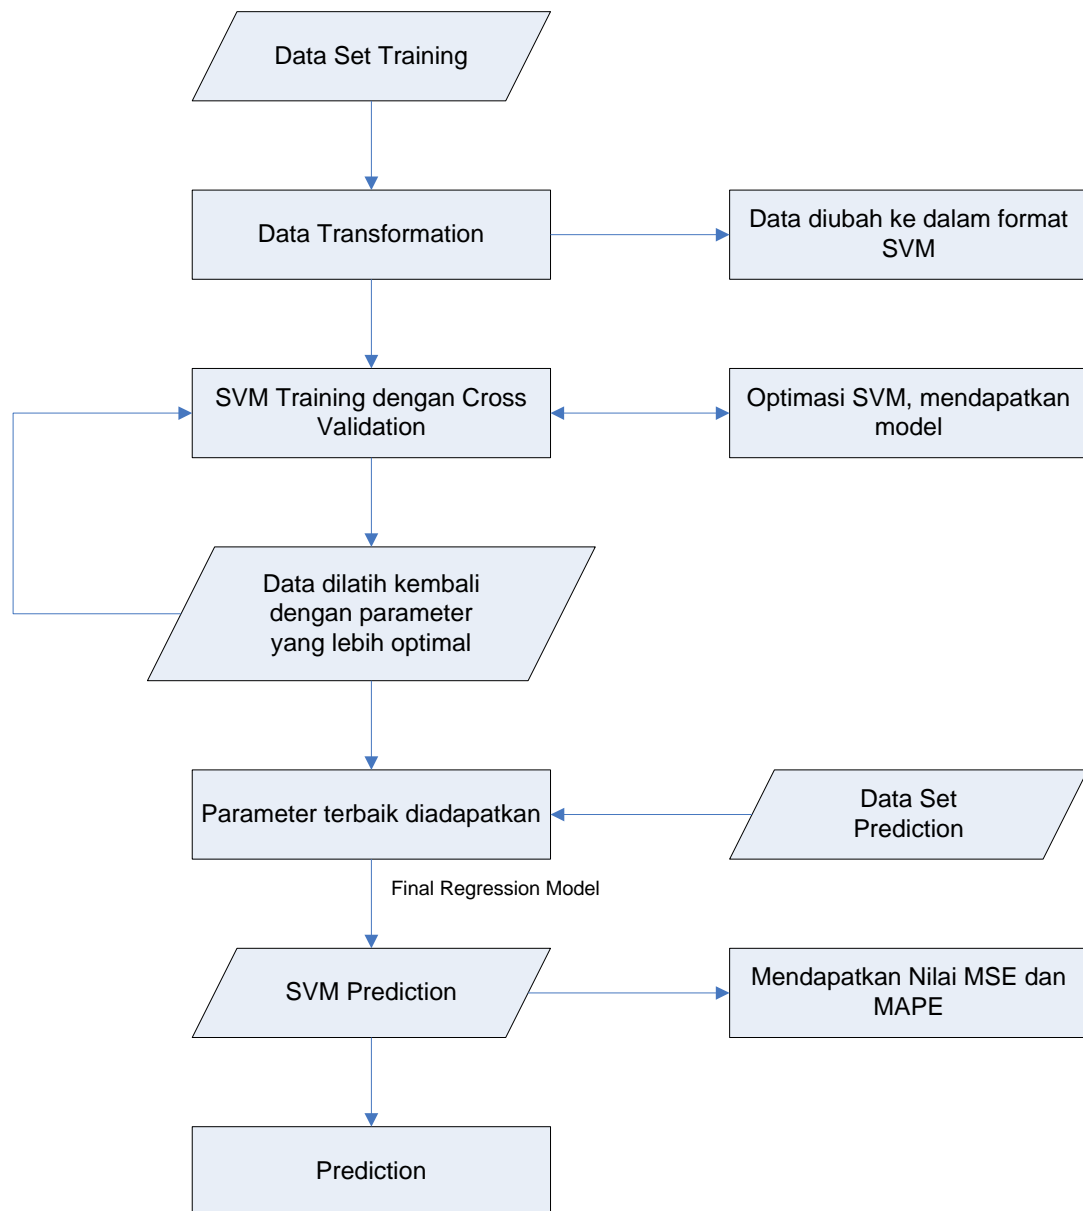 Data Set Training
Data Transformation
Data diubah ke dalam format
SVM
SVM Training dengan Cross
Validation
Optimasi SVM, mendapatkan
model
Data dilatih kembali
dengan parameter
yang lebih optimal
Parameter terbaik diadapatkan
Data Set
Prediction
Final Regression Model
SVM Prediction
Mendapatkan Nilai MSE dan
MAPE
Prediction